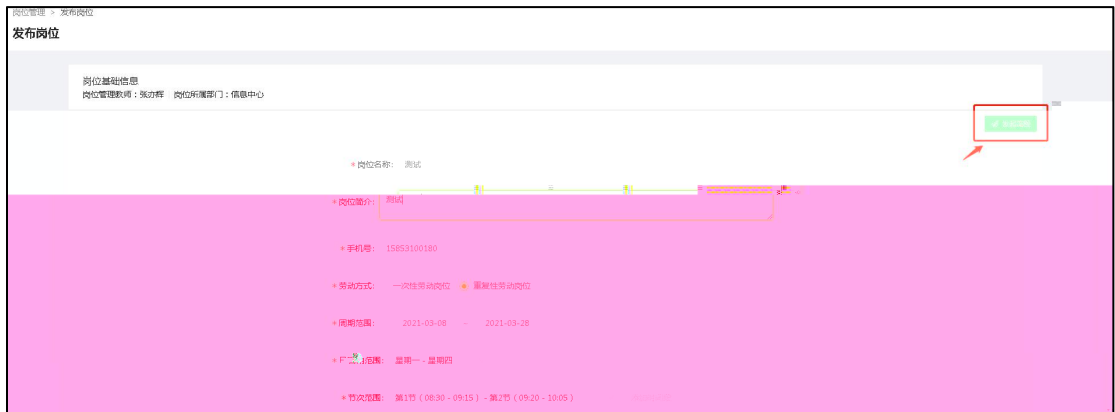 岗位管理 > 发布岗位
发布岗位
岗位基础信息
岗位管理教师：张亦辉 岗位所属部门：信息中心
*岗位名称： 测试
*岗位简介： 测试
*手机号： 15853100180
*劳动方式： 一次性劳动岗位 重复性劳动岗位
*周期范围： 2021-03-08 - 2021-03-28
范围： 星期一 - 星期四
*节次范围： 第1节（08:30 - 09:15）- 第2节（09:20 - 10:05）